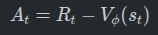 A_t = R_t − V_ϕ(s_t)